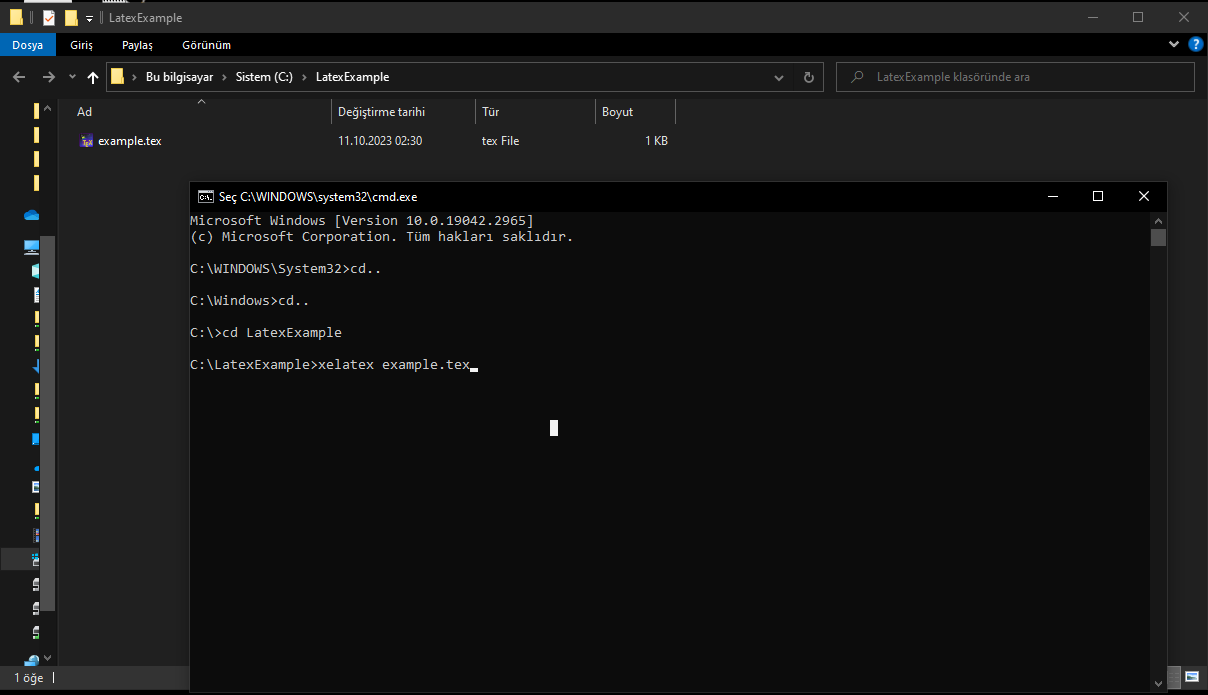 LatexExample
Dosya Giriş Paylaş Görünüm
Bu bilgisayar Sistem (C:) LatexExample LatexExample klasöründe ara
Ad Değiştirme tarihi Tür Boyut
example.tex 11.10.2023 02:30 tex File 1 KB
Seç C:\WINDOWS\system32\cmd.exe
Microsoft Windows [Version 10.0.19042.2965]
(c) Microsoft Corporation. Tüm hakları saklıdır.
C:\WINDOWS\System32>cd..
C:\Windows>cd..
C:\>cd LatexExample
C:\LatexExample>xelatex example.tex
1 öğe